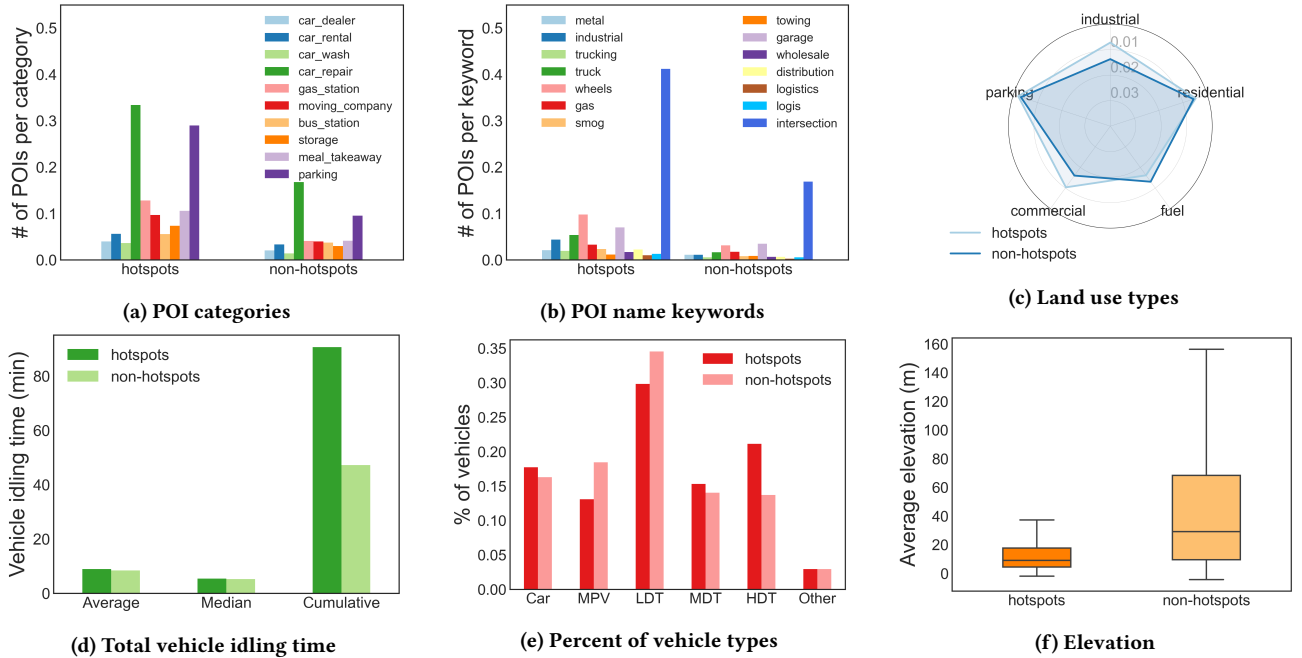 # of POIs per category
0.5
0.4
0.3
0.2
0.1
0.0
car_dealer
car_rental
car_wash
car_repair
gas_station
moving_company
bus_station
storage
meal_takeaway
parking
hotspots
non-hotspots
(a) POI categories
# of POIs per keyword
0.5
0.4
0.3
0.2
0.1
0.0
metal
industrial
trucking
truck
wheels
gas
smog
towing
garage
wholesale
distribution
logistics
logis
intersection
hotspots
non-hotspots
(b) POI name keywords
industrial
0.01
0.02
0.03
parking
residential
commercial
fuel
hotspots
non-hotspots
(c) Land use types
Vehicle idling time (min)
80
60
40
20
0
hotspots
non-hotspots
Average
Median
Cumulative
(d) Total vehicle idling time
% of vehicles
0.35
0.30
0.25
0.20
0.15
0.10
0.05
0.00
hotspots
non-hotspots
Car
MPV
LDT
MDT
HDT
Other
(e) Percent of vehicle types
Average elevation (m)
160
140
120
100
80
60
40
20
0
hotspots
non-hotspots
(f) Elevation